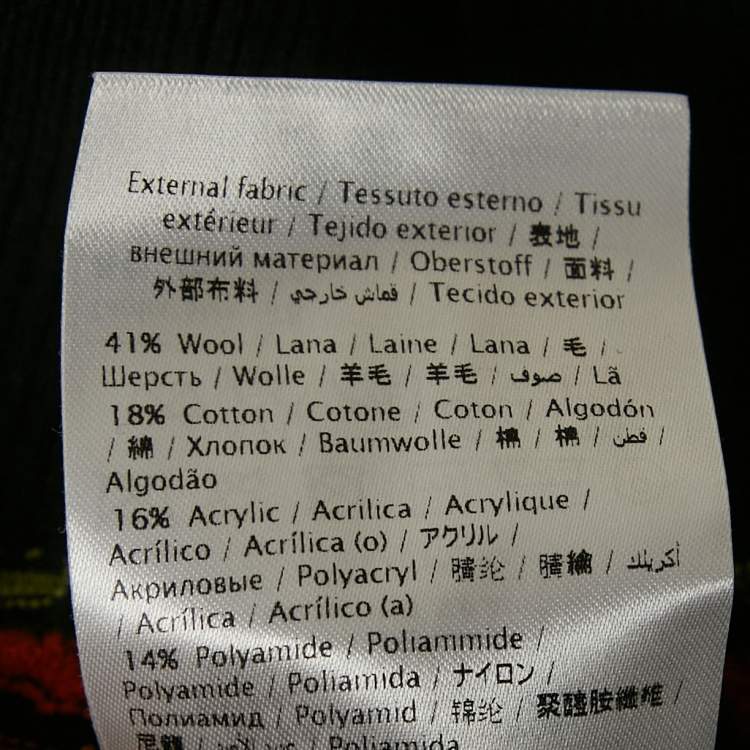 External fabric / Tessuto esterno / Tissu
extérieur / Tejido exterior / 表地 /
внешний материал / Oberstoff / 面料 /
外部布料 / قماش خارجي / Tecido exterior
41% Wool / Lana / Laine / Lana / 毛 /
Шерсть / Wolle / 羊毛 / 羊毛 / صوف / Lã
18% Cotton / Cotone / Coton / Algodón
/ 綿 / Хлопок / Baumwolle / 棉 / 棉 / قطن /
Algodão
16% Acrylic / Acrilica / Acrylique /
Acrílico / Acrílica (o) / アクリル /
Акриловые / Polyacryl / 腈纶 / 腈綸 / أكريلك
/ Acrílica / Acrílico (a)
14% Polyamide / Poliammide /
Polyamide / Poliamida / ナイロン /
Полиамид / Polyamid / 锦纶 / 聚醯胺纖維 /
/ Poliamida